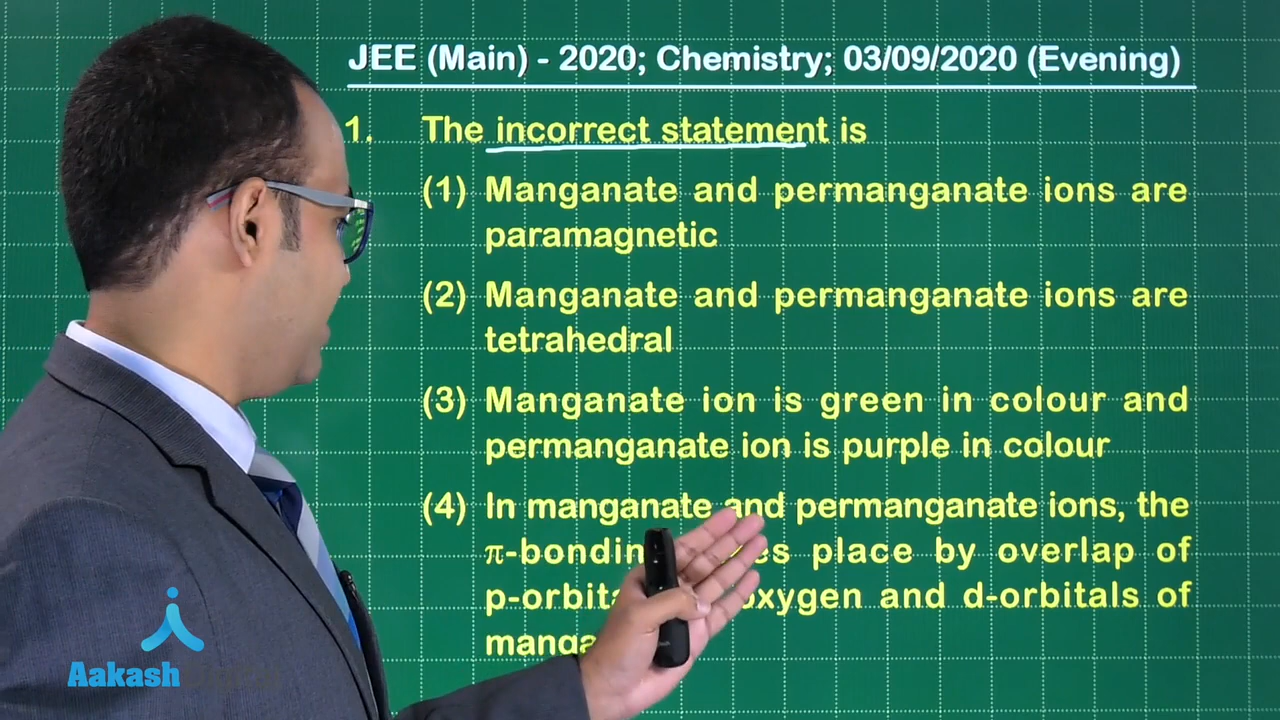 JEE (Main) - 2020; Chemistry; 03/09/2020 (Evening)
1. The incorrect statement is
(1) Manganate and permanganate ions are
paramagnetic
(2) Manganate and permanganate ions are
tetrahedral
(3) Manganate ion is green in colour and
permanganate ion is purple in colour
(4) In manganate and permanganate ions, the
place by overlap of
oxygen and d-orbitals of
Aakash